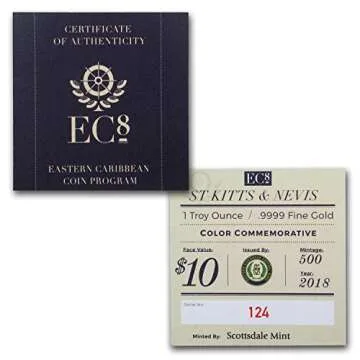 CERTIFICATE
OF AUTHENTICITY
EC8
EASTERN CARIBBEAN
COIN PROGRAM
EC8
ST KITTS & NEVIS
1 Troy Ounce / .9999 Fine Gold
COLOR COMMEMORATIVE
Face Value: Issued By: Mintage:
$10 500
Year:
2018
124
Minted By: Scottsdale Mint